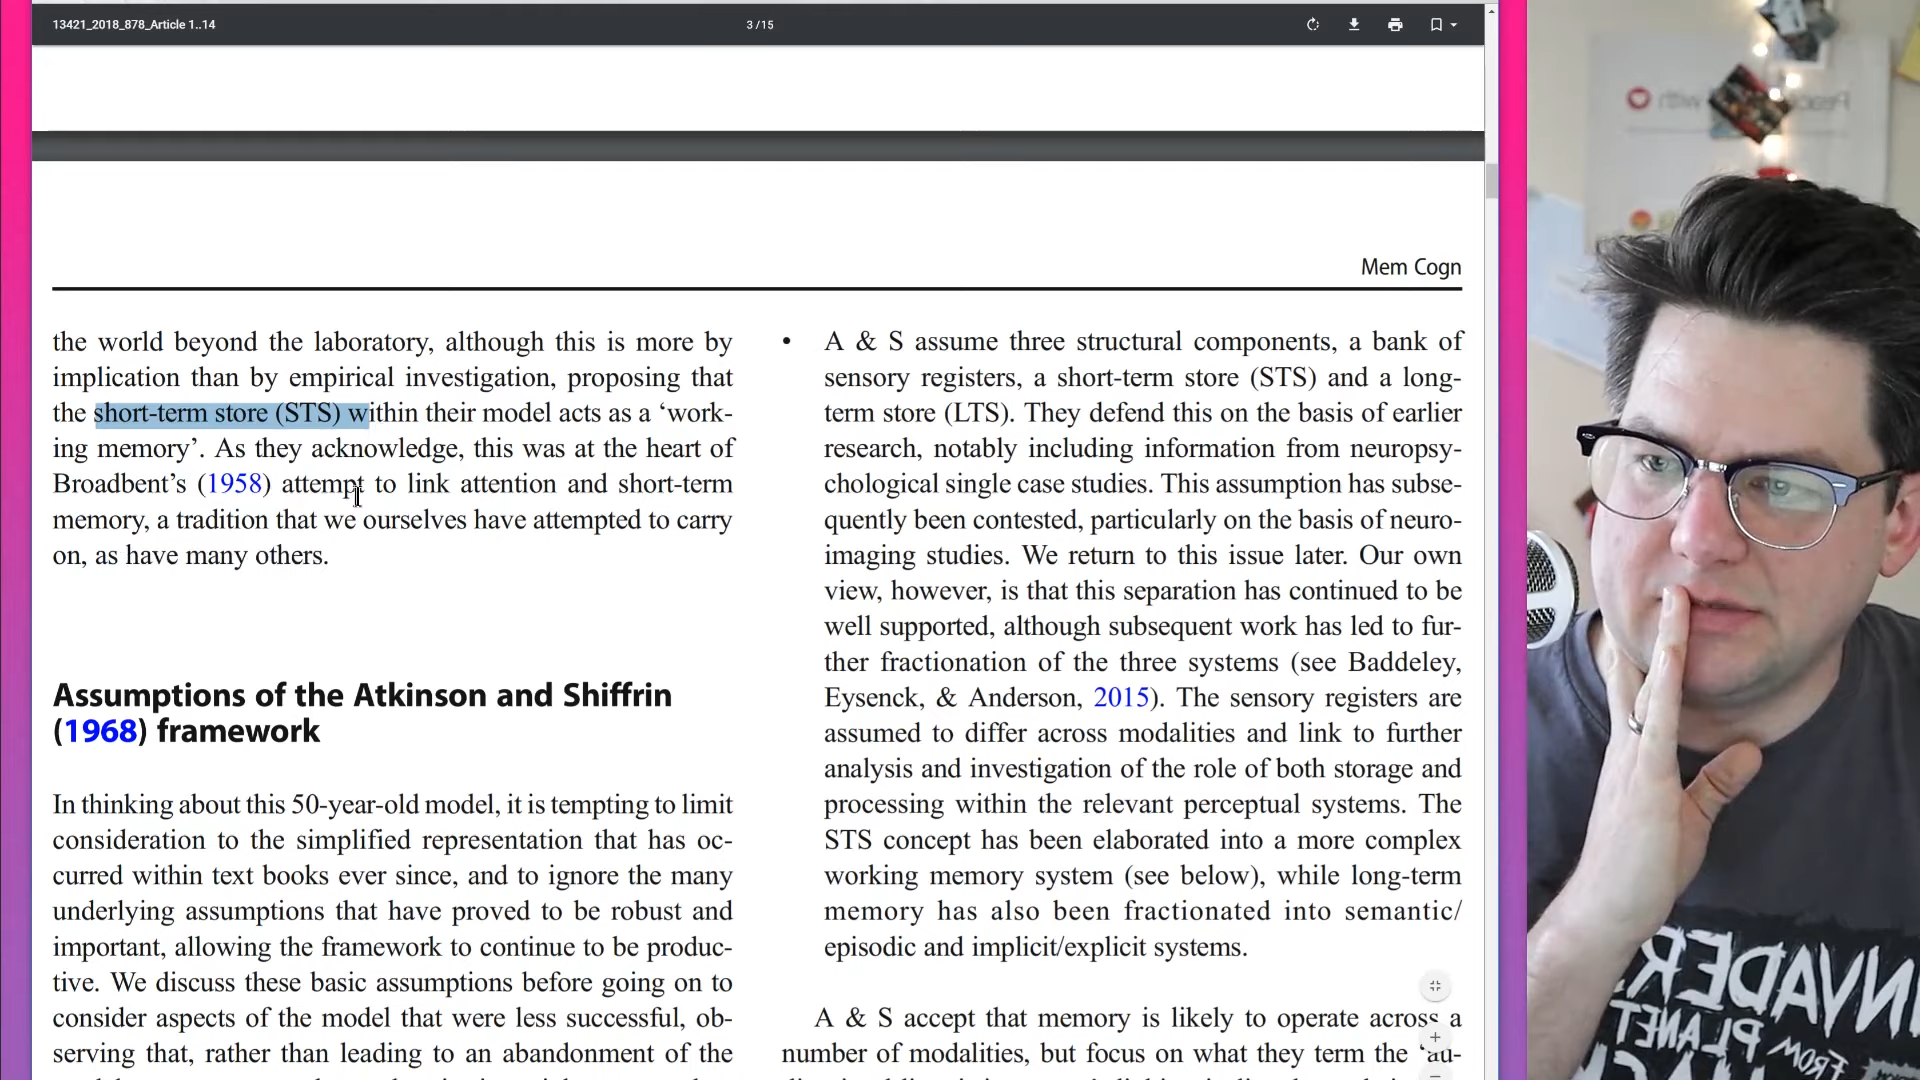 13421_2018_878_Article 1..14
3 / 15
Mem Cogn
the world beyond the laboratory, although this is more by
implication than by empirical investigation, proposing that
the short-term store (STS) within their model acts as a ‘work-
ing memory’. As they acknowledge, this was at the heart of
Broadbent’s (1958) attempt to link attention and short-term
memory, a tradition that we ourselves have attempted to carry
on, as have many others.
Assumptions of the Atkinson and Shiffrin
(1968) framework
In thinking about this 50-year-old model, it is tempting to limit
consideration to the simplified representation that has oc-
curred within text books ever since, and to ignore the many
underlying assumptions that have proved to be robust and
important, allowing the framework to continue to be produc-
tive. We discuss these basic assumptions before going on to
consider aspects of the model that were less successful, ob-
serving that, rather than leading to an abandonment of the
• A & S assume three structural components, a bank of
sensory registers, a short-term store (STS) and a long-
term store (LTS). They defend this on the basis of earlier
research, notably including information from neuropsy-
chological single case studies. This assumption has subse-
quently been contested, particularly on the basis of neuro-
imaging studies. We return to this issue later. Our own
view, however, is that this separation has continued to be
well supported, although subsequent work has led to fur-
ther fractionation of the three systems (see Baddeley,
Eysenck, & Anderson, 2015). The sensory registers are
assumed to differ across modalities and link to further
analysis and investigation of the role of both storage and
processing within the relevant perceptual systems. The
STS concept has been elaborated into a more complex
working memory system (see below), while long-term
memory has also been fractionated into semantic/
episodic and implicit/explicit systems.
A & S accept that memory is likely to operate across a
number of modalities, but focus on what they term the ‘au-
with
INVADER
FROM
PLANET